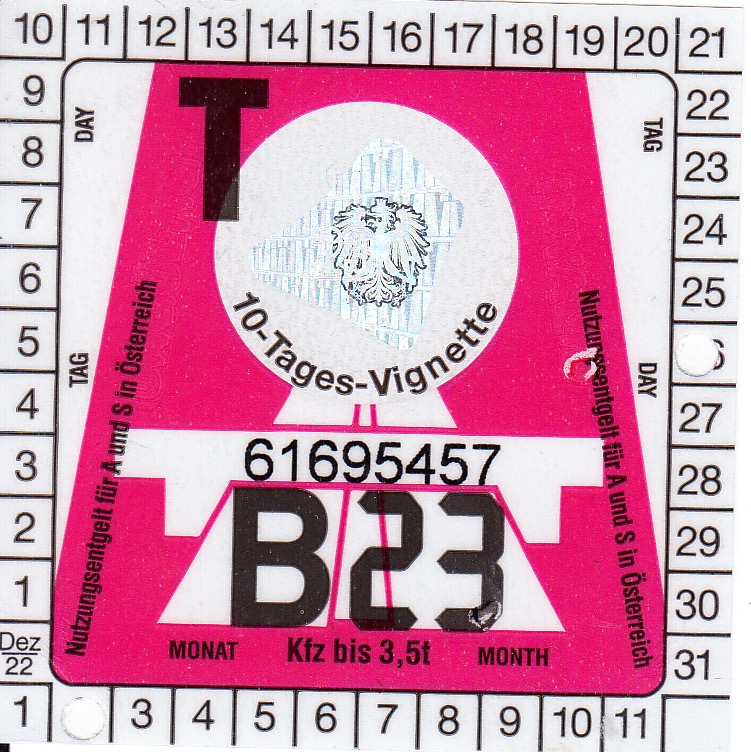 10 11 12 13 14 15 16 17 18 19 20 21
9
8
7
6
5
4
3
2
1
Dez
22
DAY
TAG
TAG
DAY
22
23
24
25
27
28
29
30
31
T
10-Tages-Vignette
Nutzungsentgelt für A und S in Österreich
Nutzungsentgelt für A und S in Österreich
61695457
B23
MONAT Kfz bis 3,5t MONTH
1 3 4 5 6 7 8 9 10 11